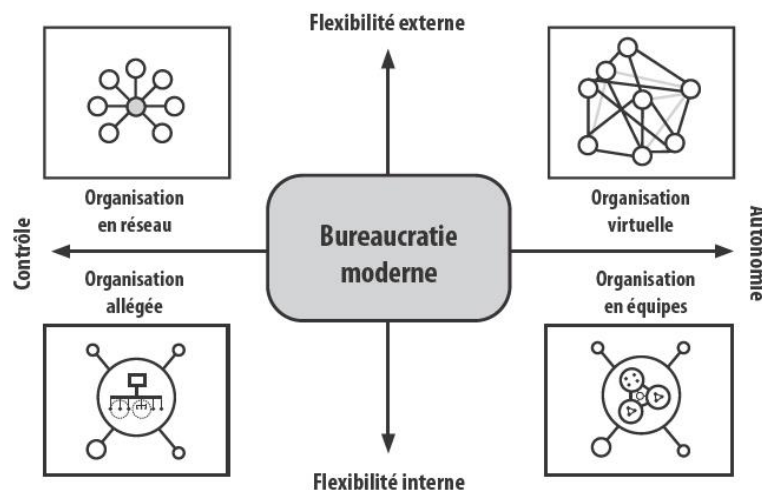 Flexibilité externe
Organisation
en réseau
Organisation
virtuelle
Contrôle
Bureaucratie
moderne
Autonomie
Organisation
allégée
Organisation
en équipes
Flexibilité interne